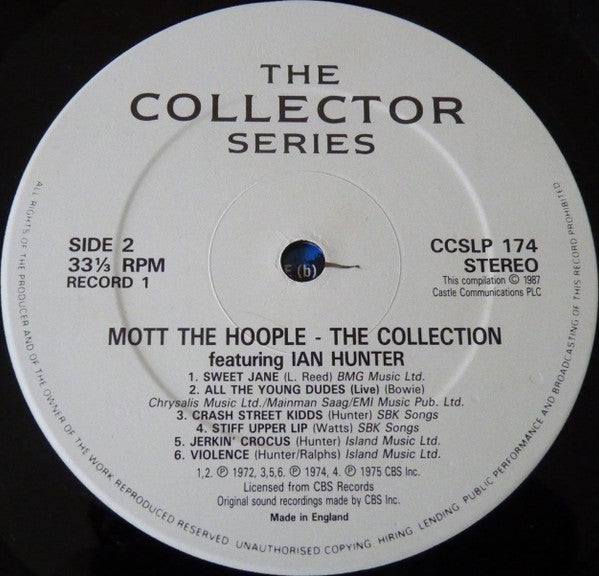 THE
COLLECTOR
SERIES
SIDE 2
33⅓ RPM
RECORD 1
CCSLP 174
STEREO
This compilation © 1987
Castle Communications PLC
(b)
MOTT THE HOOPLE - THE COLLECTION
featuring IAN HUNTER
1. SWEET JANE (L. Reed) BMG Music Ltd.
2. ALL THE YOUNG DUDES (Live) (Bowie)
Chrysalis Music Ltd./Mainman Saag/EMI Music Pub. Ltd.
3. CRASH STREET KIDDS (Hunter) SBK Songs
4. STIFF UPPER LIP (Watts) SBK Songs
5. JERKIN' CROCUS (Hunter) Island Music Ltd.
6. VIOLENCE (Hunter/Ralphs) Island Music Ltd.
1,2. ℗ 1972, 3,5,6. ℗ 1974, 4. ℗ 1975 CBS Inc.
Licensed from CBS Records
Original sound recordings made by CBS Inc.
Made in England
ALL RIGHTS OF THE PRODUCER AND OF THE OWNER OF THE WORK REPRODUCED RESERVED. UNAUTHORISED COPYING, HIRING, LENDING, PUBLIC PERFORMANCE AND BROADCASTING OF THIS RECORD PROHIBITED